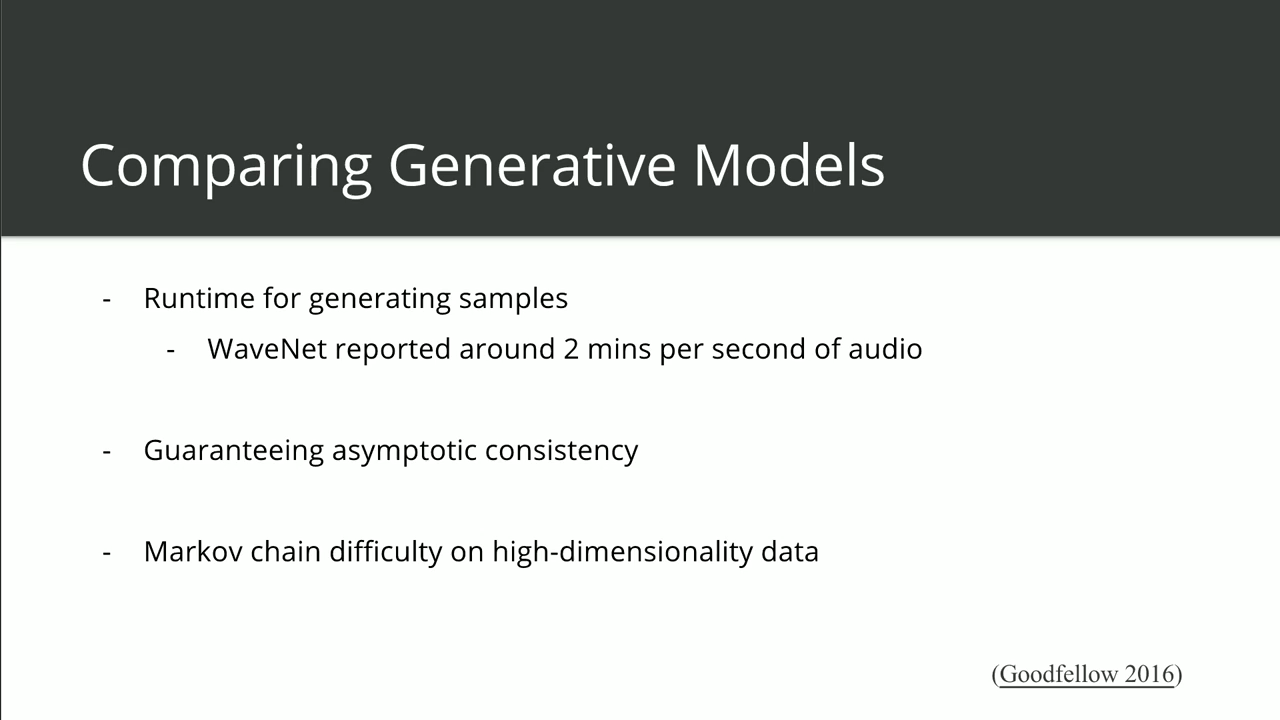 Comparing Generative Models
- Runtime for generating samples
- WaveNet reported around 2 mins per second of audio
- Guaranteeing asymptotic consistency
- Markov chain difficulty on high-dimensionality data
(Goodfellow 2016)